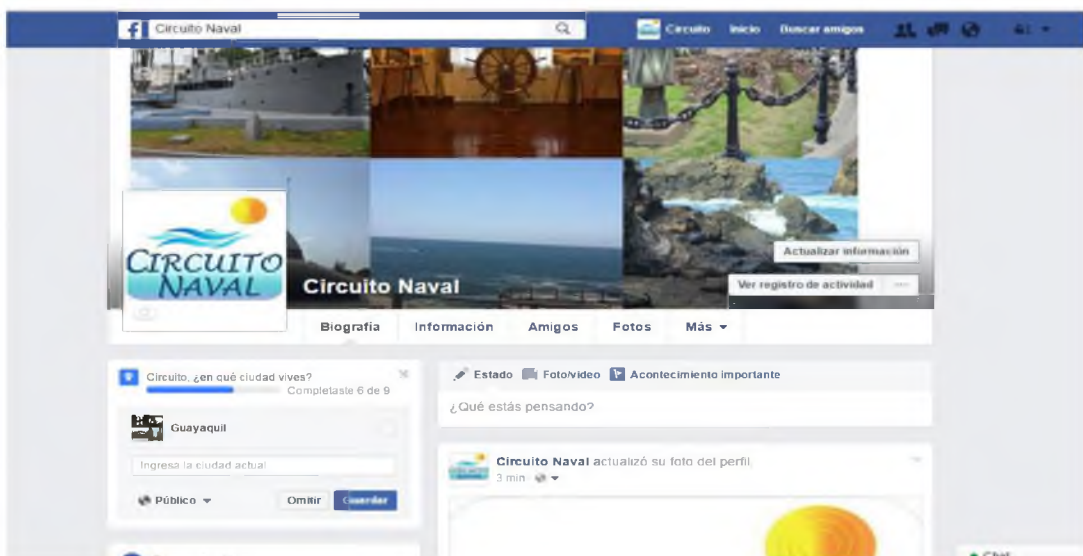 Circuito Naval
Circuito Inicio Buscar amigos
CIRCUITO
NAVAL
Circuito Naval
Actualizar información
Ver registro de actividad ...
Biografía Información Amigos Fotos Más
Circuito, ¿en qué ciudad vives?
Completaste 6 de 9
Guayaquil
Ingresa la ciudad actual
Público Omitir Guardar
Estado Foto/video Acontecimiento importante
¿Qué estás pensando?
Circuito Naval actualizó su foto del perfil.
3 min
Chat